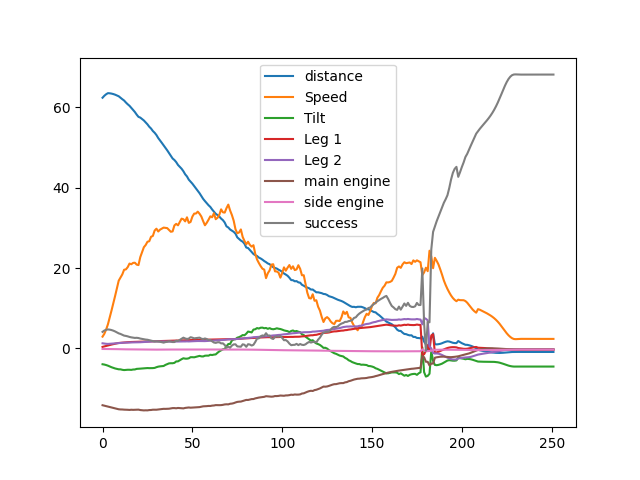 distance
Speed
Tilt
Leg 1
Leg 2
main engine
side engine
success
60
40
20
0
0 50 100 150 200 250